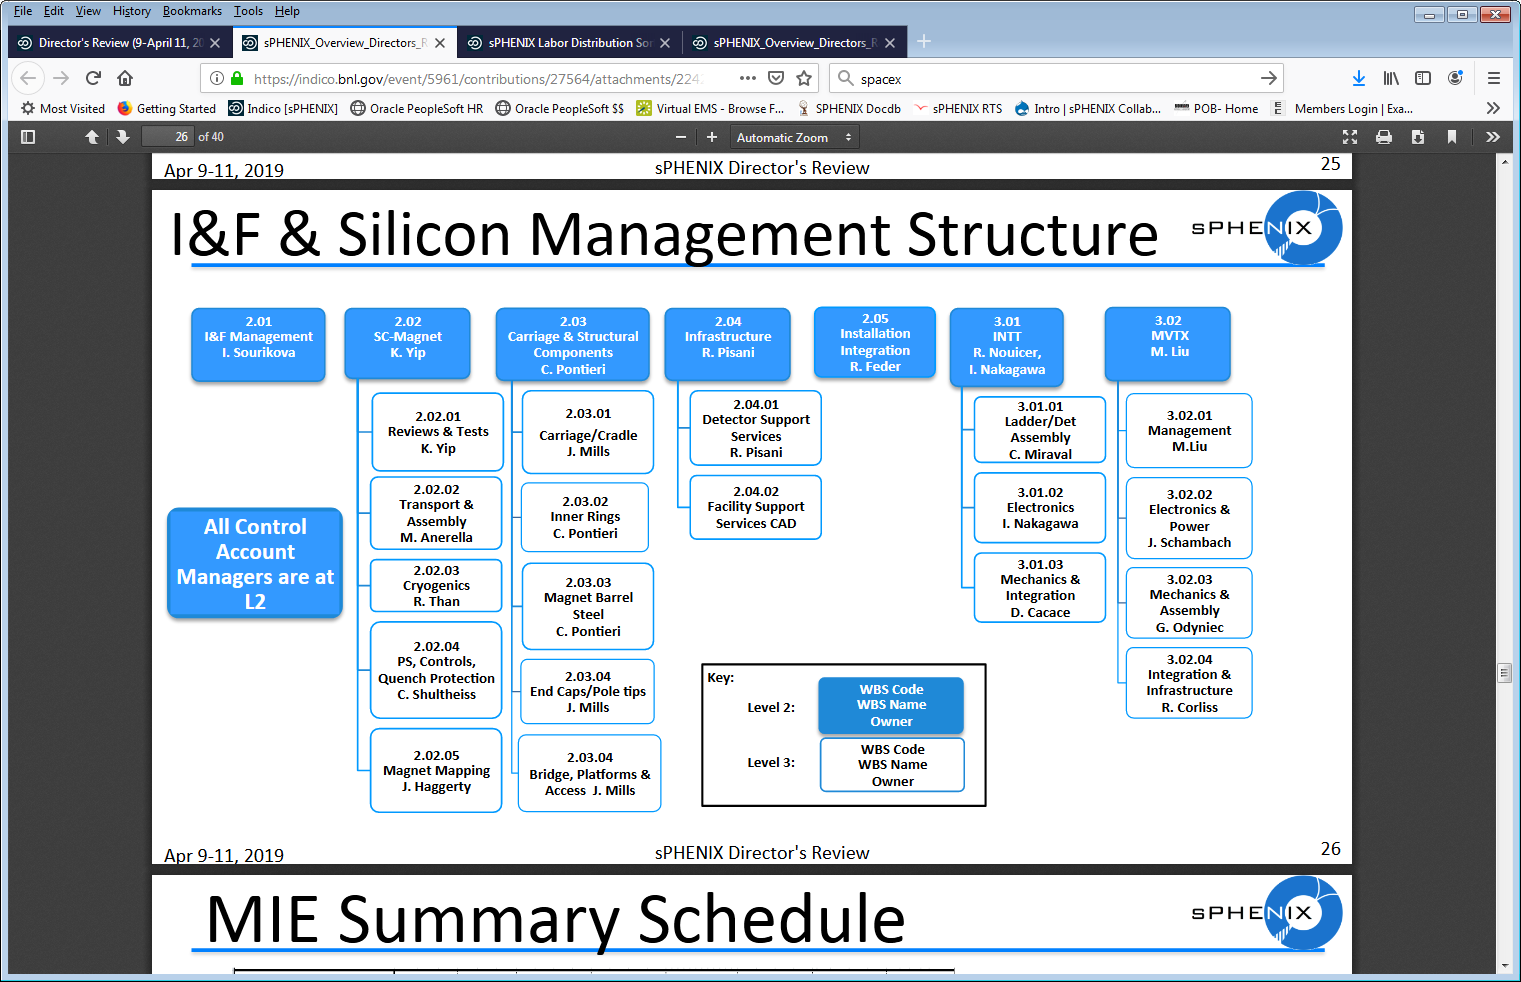 File Edit View History Bookmarks Tools Help
Director's Review (9-April 11, 20
sPHENIX_Overview_Directors_R
sPHENIX Labor Distribution Sor
sPHENIX_Overview_Directors_R
https://indico.bnl.gov/event/5961/contributions/27564/attachments/224
spacex
Most Visited
Getting Started
Indico [sPHENIX]
Oracle PeopleSoft HR
Oracle PeopleSoft $$
Virtual EMS - Browse F...
SPHENIX Docdb
sPHENIX RTS
Intro | sPHENIX Collab...
POB- Home
Members Login | Exa...
26 of 40
Automatic Zoom
Apr 9-11, 2019
sPHENIX Director's Review
25
I&F & Silicon Management Structure
sPHENIX
2.01
I&F Management
I. Sourikova
2.02
SC-Magnet
K. Yip
2.02.01
Reviews & Tests
K. Yip
2.02.02
Transport &
Assembly
M. Anerella
2.02.03
Cryogenics
R. Than
2.02.04
PS, Controls,
Quench Protection
C. Shultheiss
2.02.05
Magnet Mapping
J. Haggerty
2.03
Carriage & Structural
Components
C. Pontieri
2.03.01
Carriage/Cradle
J. Mills
2.03.02
Inner Rings
C. Pontieri
2.03.03
Magnet Barrel
Steel
C. Pontieri
2.03.04
End Caps/Pole tips
J. Mills
2.03.04
Bridge, Platforms &
Access J. Mills
2.04
Infrastructure
R. Pisani
2.04.01
Detector Support
Services
R. Pisani
2.04.02
Facility Support
Services CAD
2.05
Installation
Integration
R. Feder
3.01
INTT
R. Nouicer,
I. Nakagawa
3.01.01
Ladder/Det
Assembly
C. Miraval
3.01.02
Electronics
I. Nakagawa
3.01.03
Mechanics &
Integration
D. Cacace
3.02
MVTX
M. Liu
3.02.01
Management
M.Liu
3.02.02
Electronics &
Power
J. Schambach
3.02.03
Mechanics &
Assembly
G. Odyniec
3.02.04
Integration &
Infrastructure
R. Corliss
All Control
Account
Managers are at
L2
Key:
Level 2:
WBS Code
WBS Name
Owner
Level 3:
WBS Code
WBS Name
Owner
Apr 9-11, 2019
sPHENIX Director's Review
26
MIE Summary Schedule
sPHENIX